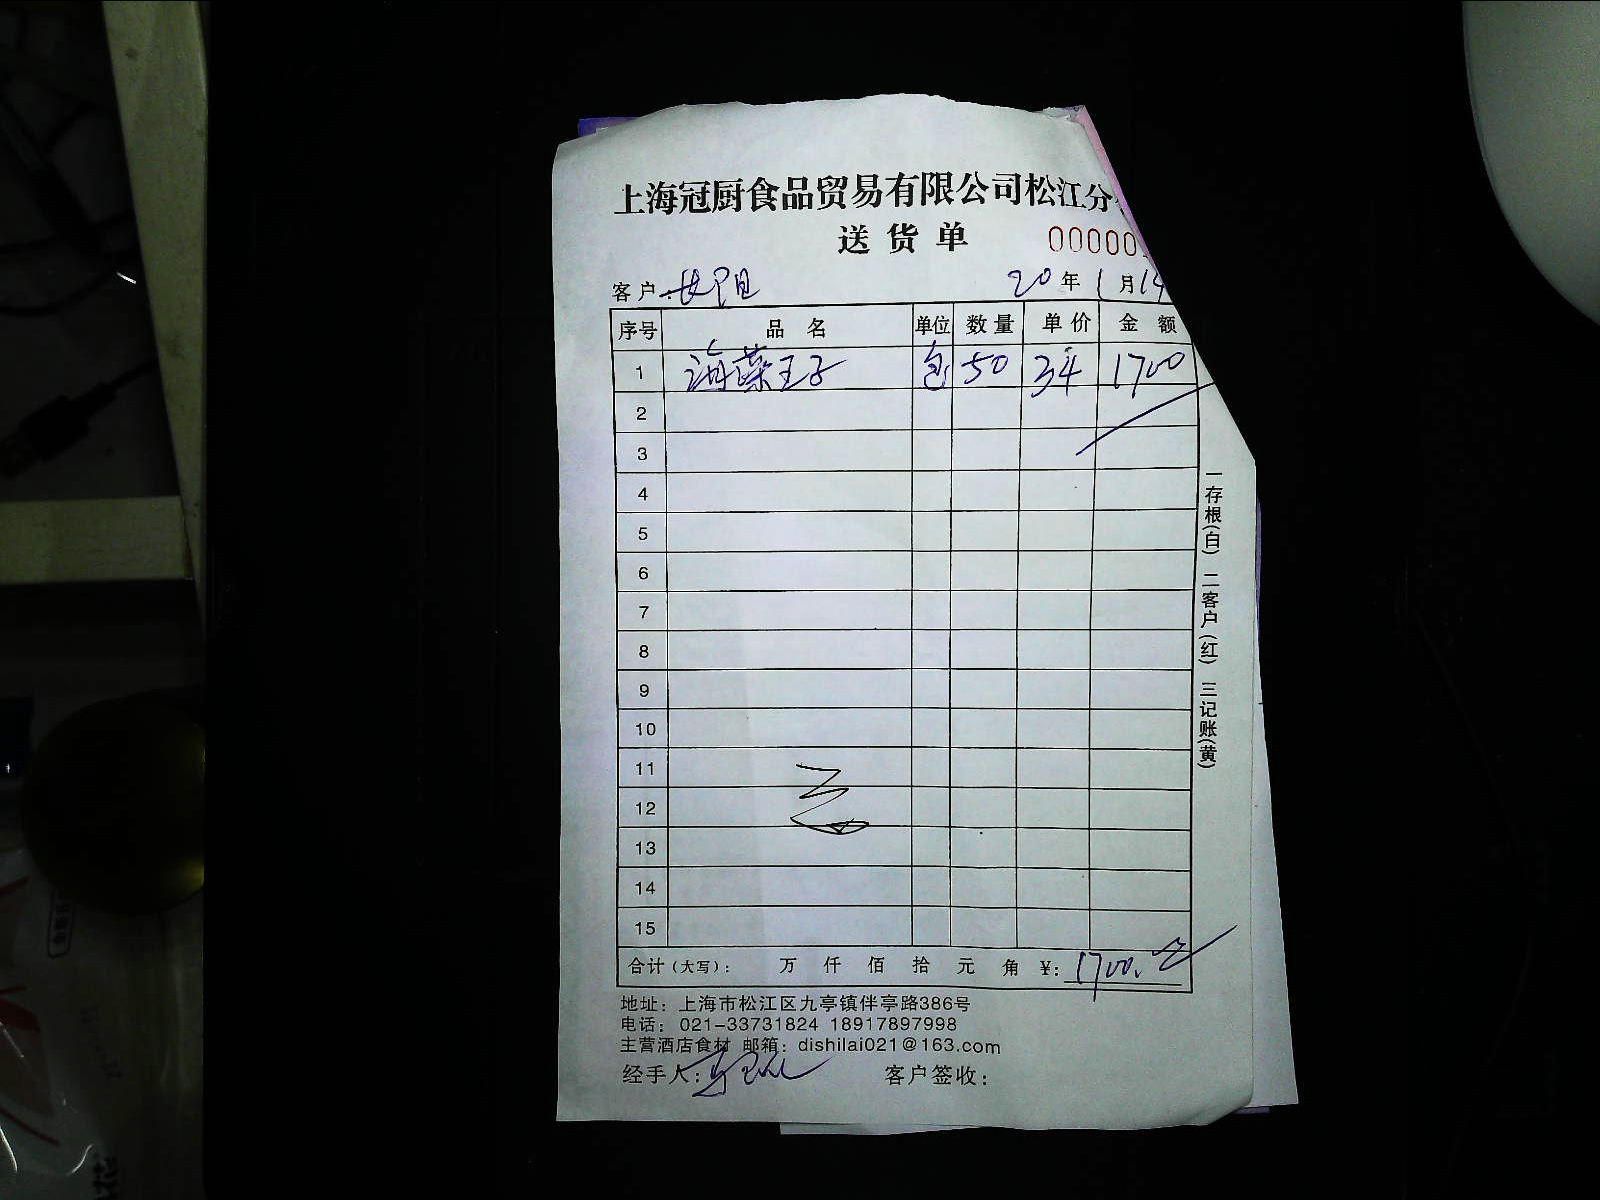 上海冠厨食品贸易有限公司松江分
送货单
00000
客户: 长阳 20年1月14
序号 品名 单位 数量 单价 金额
1 海藻王子 包 50 34 1700
2
3
4
5
6
7
8
9
10
11
12
13
14
15
合计(大写): 万 仟 佰 拾 元 角 ¥: 1700.
地址: 上海市松江区九亭镇伴亭路386号
电话: 021-33731824 18917897998
主营酒店食材 邮箱: dishilai021@163.com
经手人: 客户签收:
一存根(白) 二客户(红) 三记账(黄)